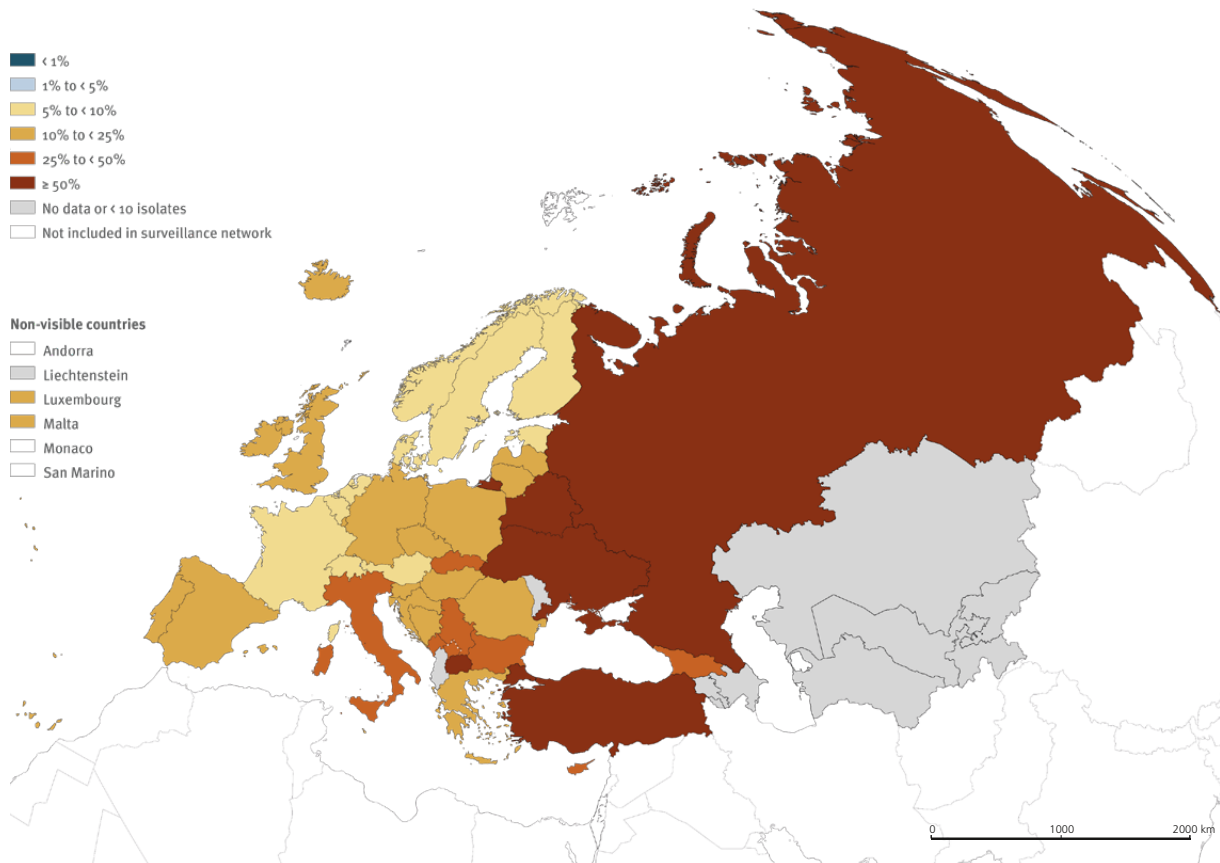 < 1%
1% to < 5%
5% to < 10%
10% to < 25%
25% to < 50%
≥ 50%
No data or < 10 isolates
Not included in surveillance network
Non-visible countries
Andorra
Liechtenstein
Luxembourg
Malta
Monaco
San Marino
0 1000 2000 km